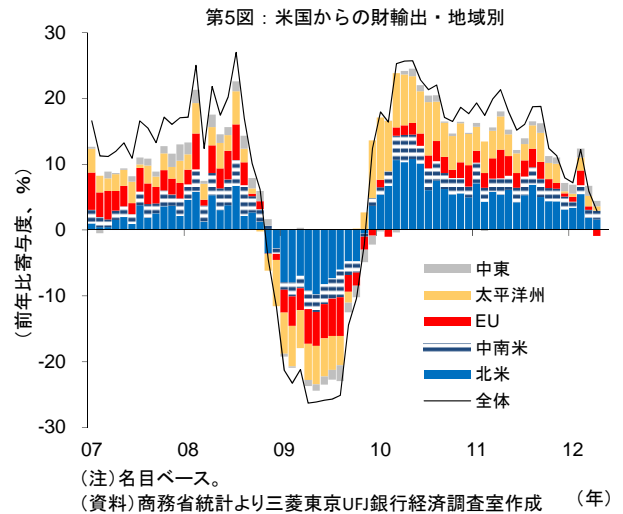 第5図：米国からの財輸出・地域別
（前年比寄与度、％）
30
20
10
0
-10
-20
-30
中東
太平洋州
EU
中南米
北米
全体
07 08 09 10 11 12
（年）
（注）名目ベース。
（資料）商務省統計より三菱東京UFJ銀行経済調査室作成